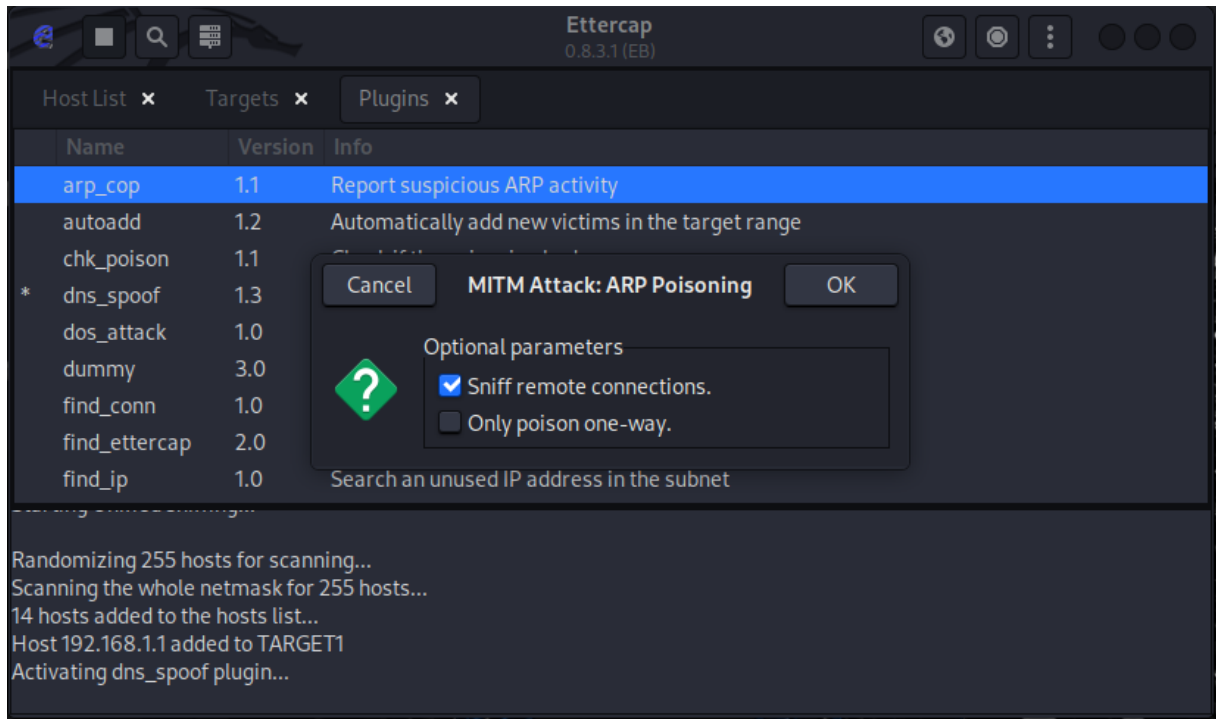 Ettercap
0.8.3.1 (EB)
Host List × Targets × Plugins ×
Name Version Info
arp_cop 1.1 Report suspicious ARP activity
autoadd 1.2 Automatically add new victims in the target range
chk_poison 1.1
* dns_spoof 1.3
dos_attack 1.0
dummy 3.0
find_conn 1.0
find_ettercap 2.0
find_ip 1.0 Search an unused IP address in the subnet
Cancel MITM Attack: ARP Poisoning OK
Optional parameters
Sniff remote connections.
Only poison one-way.
Randomizing 255 hosts for scanning...
Scanning the whole netmask for 255 hosts...
14 hosts added to the hosts list...
Host 192.168.1.1 added to TARGET1
Activating dns_spoof plugin...